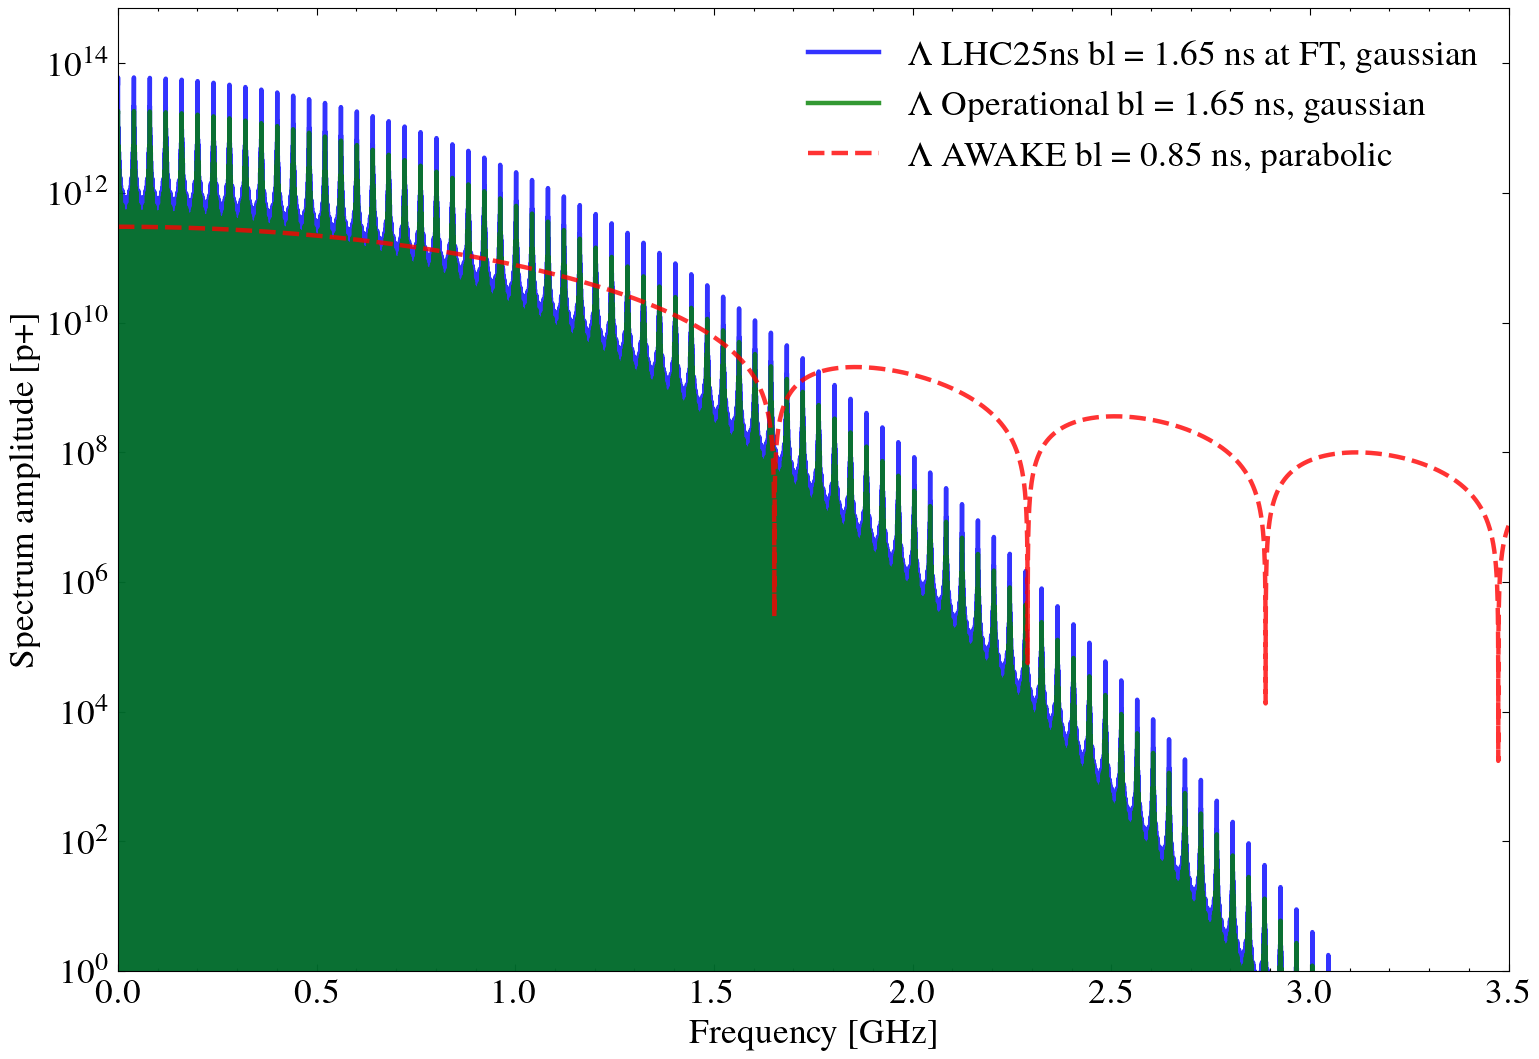 Λ LHC25ns bl = 1.65 ns at FT, gaussian
Λ Operational bl = 1.65 ns, gaussian
Λ AWAKE bl = 0.85 ns, parabolic
Spectrum amplitude [p+]
10^14
10^12
10^10
10^8
10^6
10^4
10^2
10^0
0.0 0.5 1.0 1.5 2.0 2.5 3.0 3.5
Frequency [GHz]